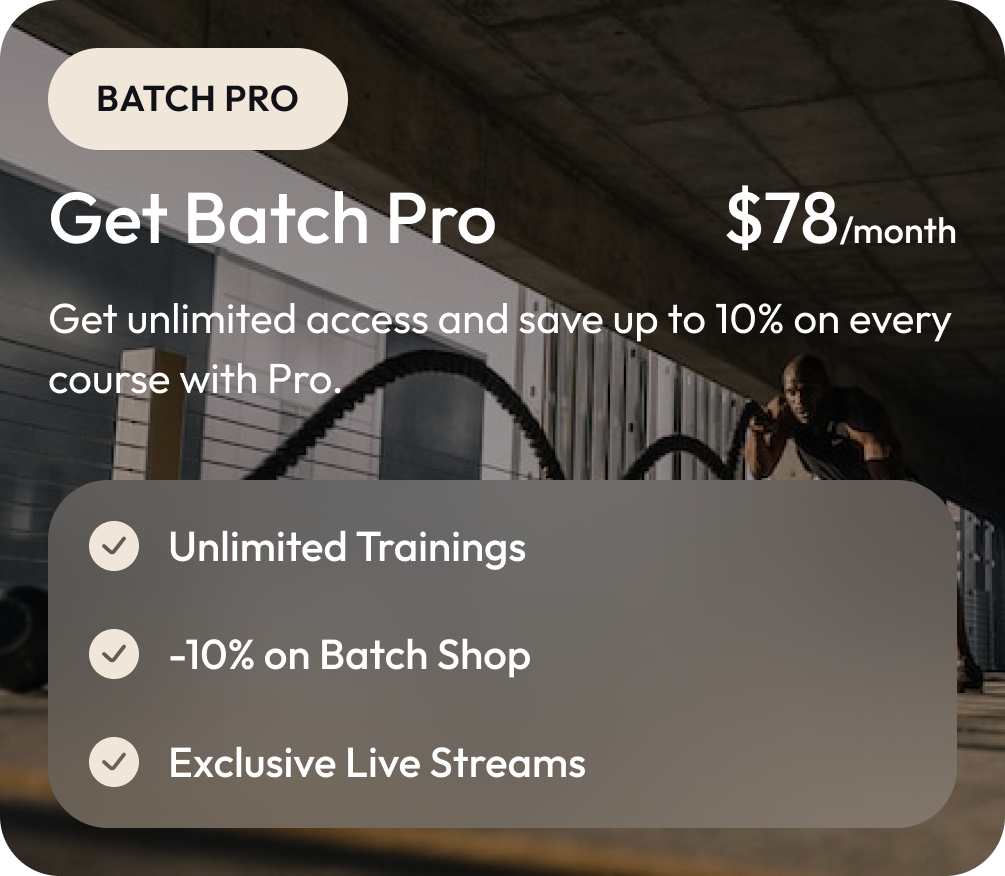 BATCH PRO
Get Batch Pro
$78/month
Get unlimited access and save up to 10% on every
course with Pro.
Unlimited Trainings
-10% on Batch Shop
Exclusive Live Streams